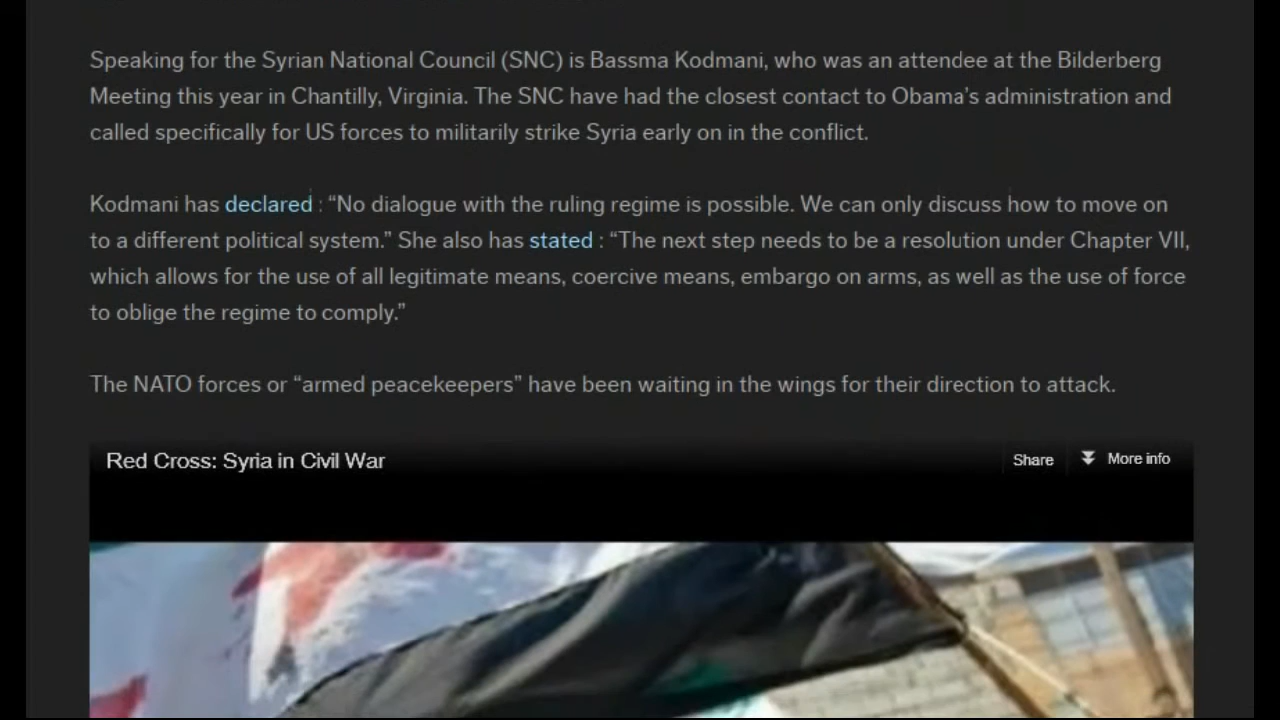 Speaking for the Syrian National Council (SNC) is Bassma Kodmani, who was an attendee at the Bilderberg
Meeting this year in Chantilly, Virginia. The SNC have had the closest contact to Obama's administration and
called specifically for US forces to militarily strike Syria early on in the conflict.
Kodmani has declared : “No dialogue with the ruling regime is possible. We can only discuss how to move on
to a different political system.” She also has stated : “The next step needs to be a resolution under Chapter VII,
which allows for the use of all legitimate means, coercive means, embargo on arms, as well as the use of force
to oblige the regime to comply.”
The NATO forces or “armed peacekeepers” have been waiting in the wings for their direction to attack.
Red Cross: Syria in Civil War
Share
More info